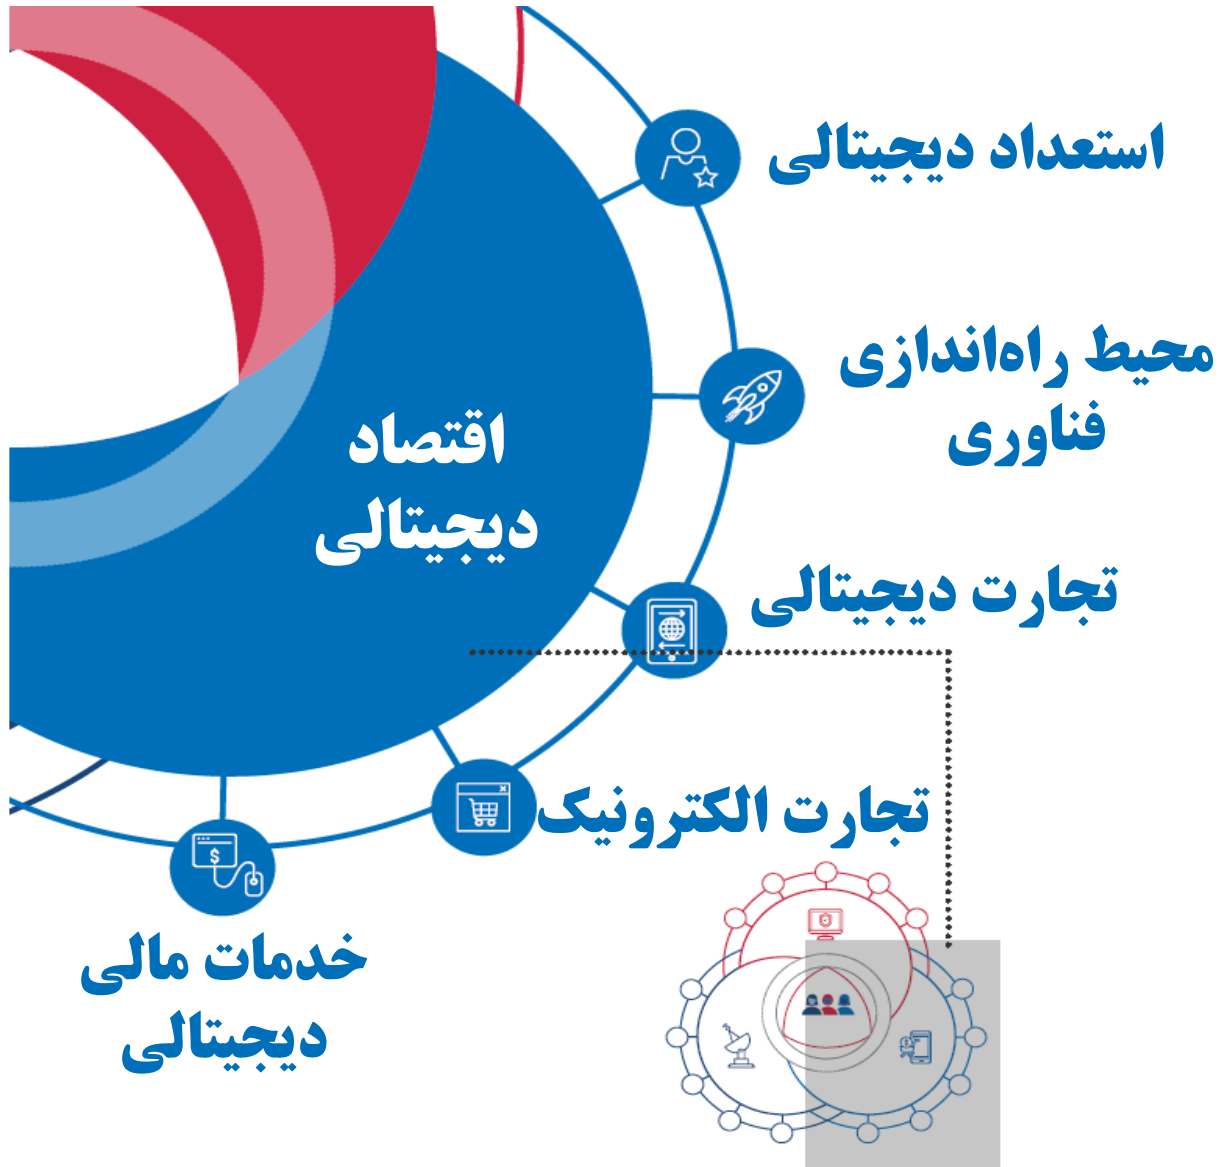 استعداد دیجیتالی
محیط راه‌اندازی
فناوری
اقتصاد
دیجیتالی
تجارت دیجیتالی
تجارت الکترونیک
خدمات مالی
دیجیتالی